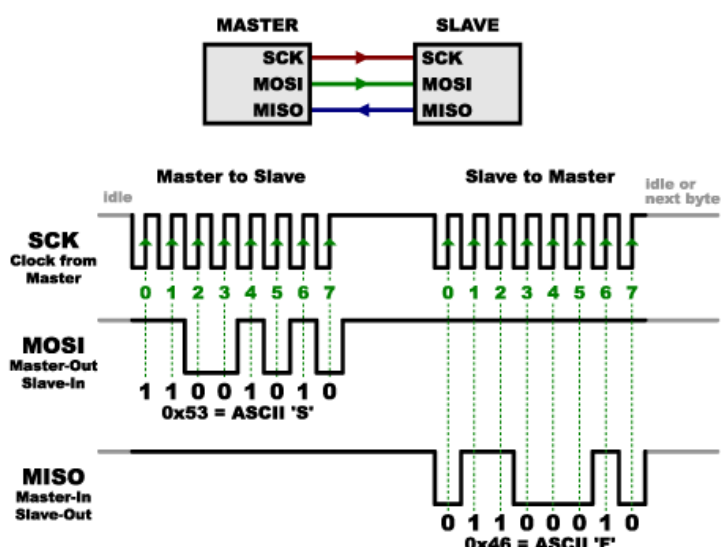 MASTER SLAVE
SCK SCK
MOSI MOSI
MISO MISO
Master to Slave Slave to Master
idle idle or
next byte
SCK
Clock from
Master
0 1 2 3 4 5 6 7 0 1 2 3 4 5 6 7
MOSI
Master-Out
Slave-In
1 1 0 0 1 0 1 0
0x53 = ASCII 'S'
MISO
Master-In
Slave-Out
0 1 1 0 0 0 1 0
0x46 = ASCII 'F'